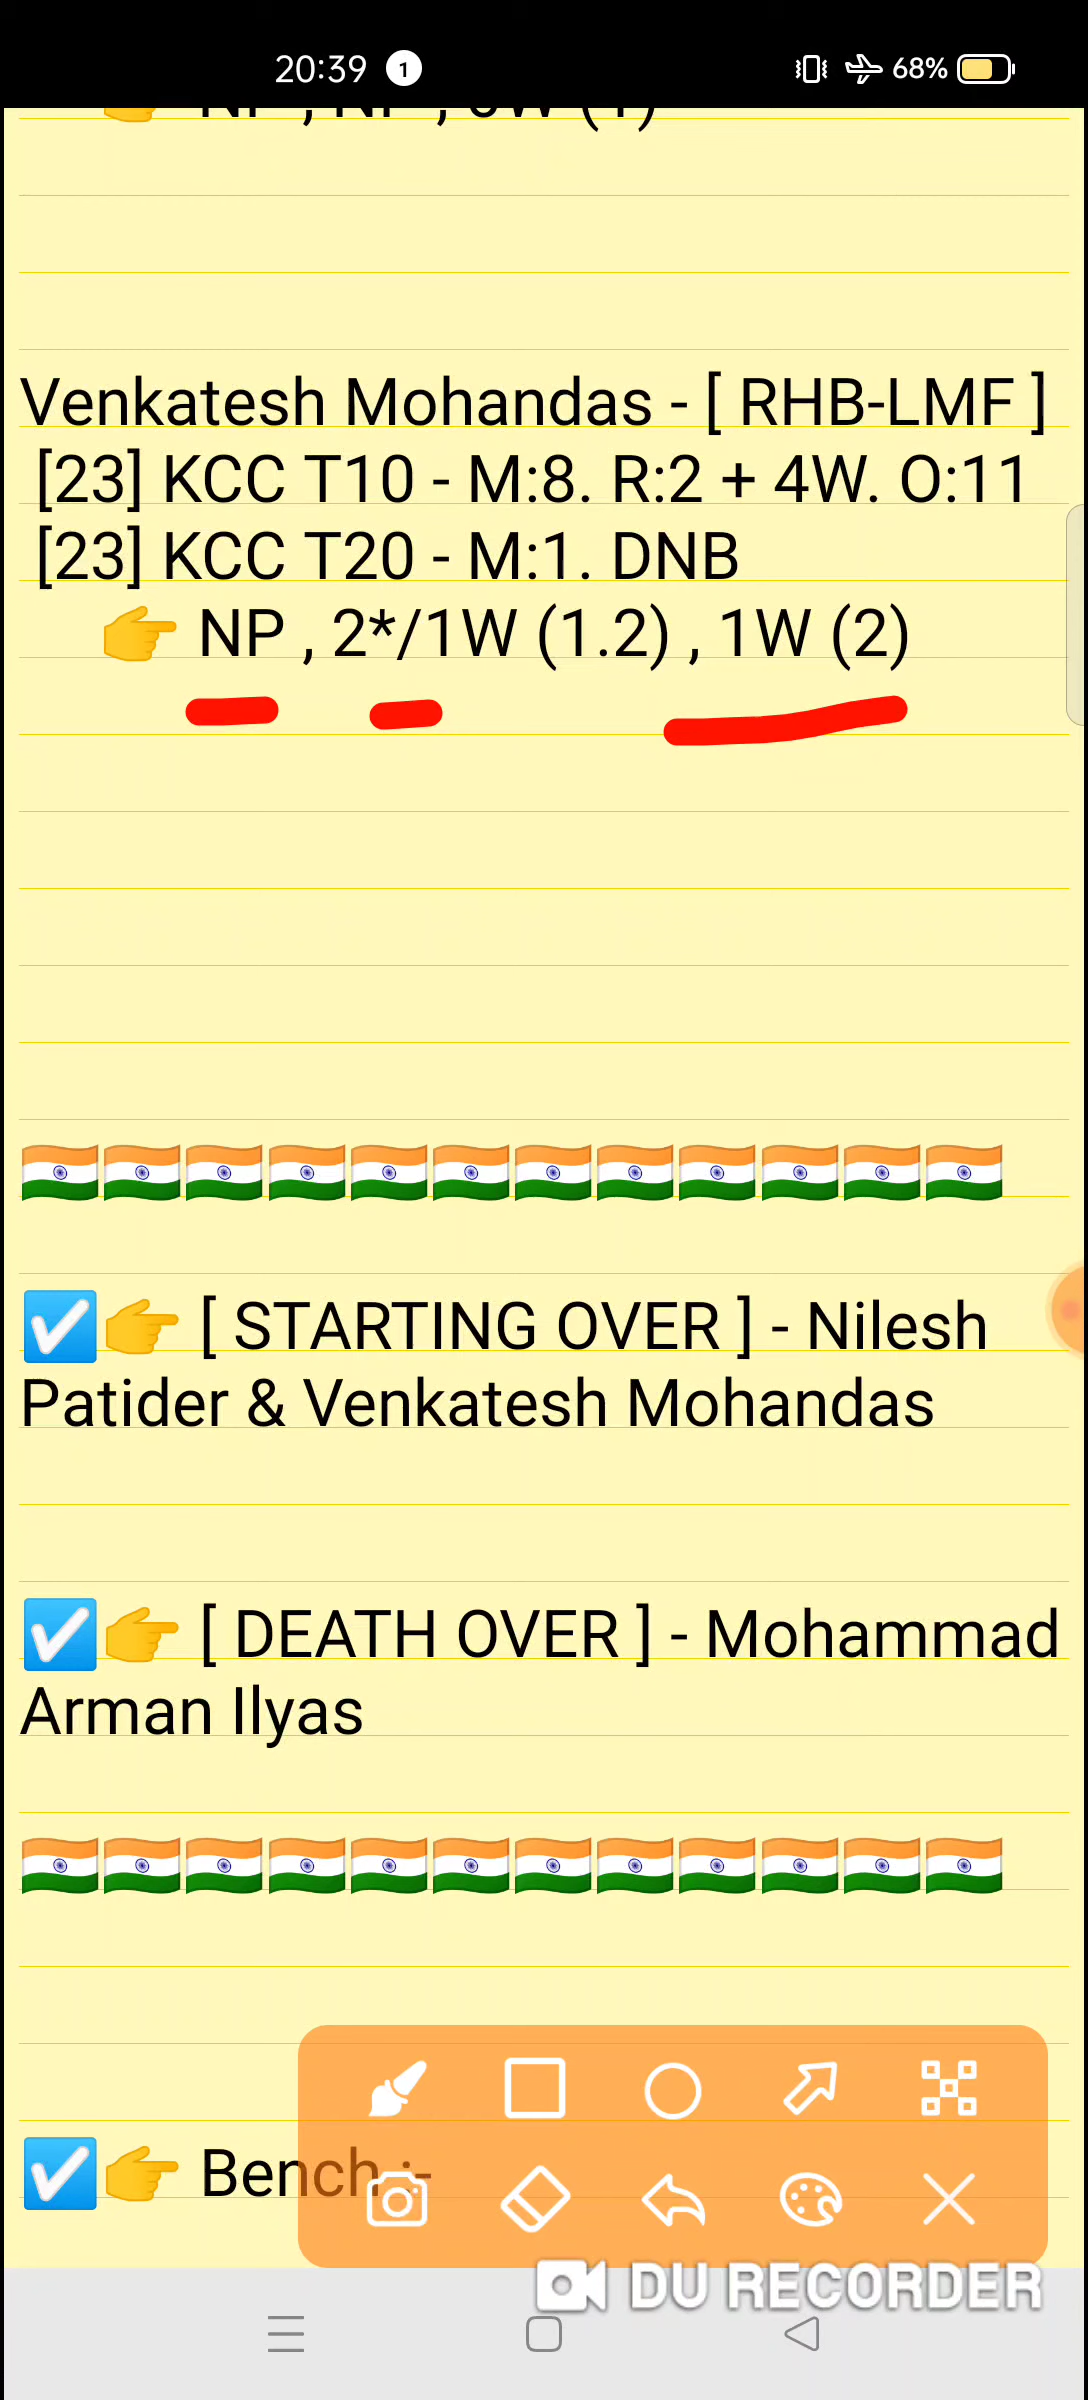 20:39 1 68%
Venkatesh Mohandas - [ RHB-LMF ]
[23] KCC T10 - M:8. R:2 + 4W. O:11
[23] KCC T20 - M:1. DNB
👉 NP , 2*/1W (1.2) , 1W (2)
🇮🇳🇮🇳🇮🇳🇮🇳🇮🇳🇮🇳🇮🇳🇮🇳🇮🇳🇮🇳🇮🇳🇮🇳
☑️👉 [ STARTING OVER ] - Nilesh
Patider & Venkatesh Mohandas
☑️👉 [ DEATH OVER ] - Mohammad
Arman Ilyas
🇮🇳🇮🇳🇮🇳🇮🇳🇮🇳🇮🇳🇮🇳🇮🇳🇮🇳🇮🇳🇮🇳🇮🇳
☑️👉 Bench :-
DU RECORDER